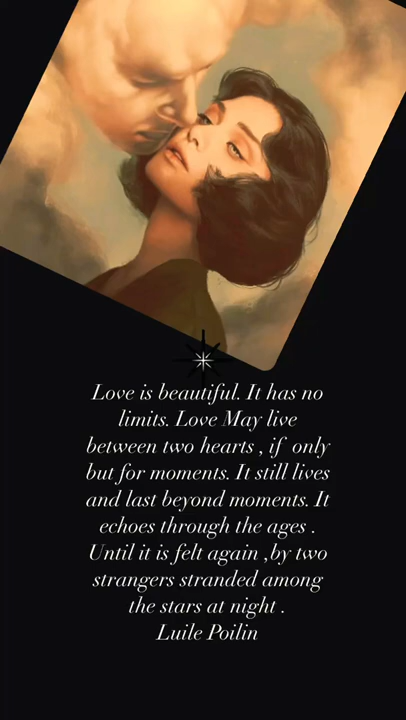 Love is beautiful. It has no
limits. Love May live
between two hearts , if only
but for moments. It still lives
and last beyond moments. It
echoes through the ages .
Until it is felt again ,by two
strangers stranded among
the stars at night .
Luile Poilin